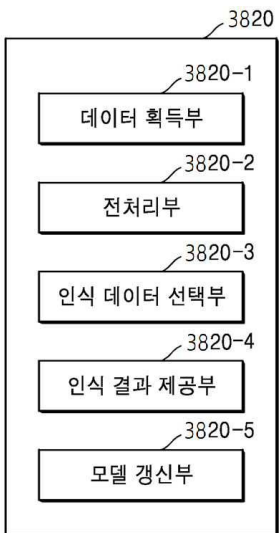 3820
3820-1
데이터 획득부
3820-2
전처리부
3820-3
인식 데이터 선택부
3820-4
인식 결과 제공부
3820-5
모델 갱신부